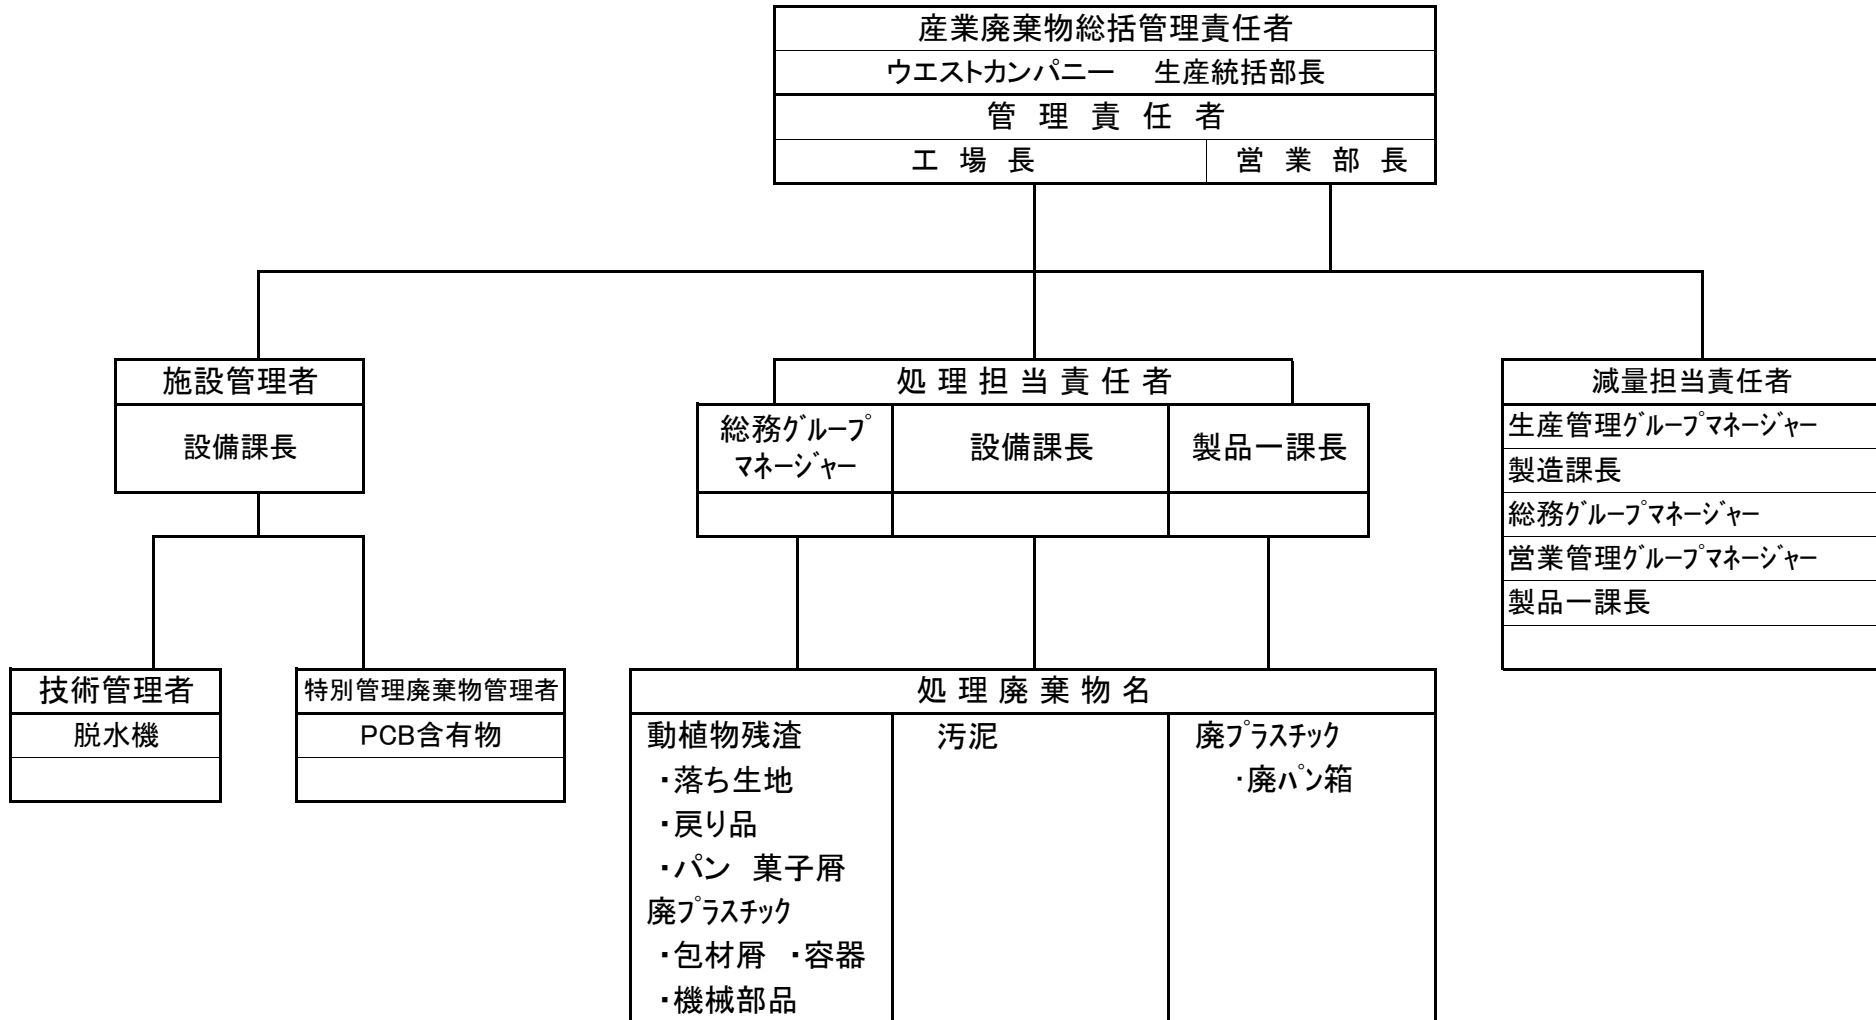 産業廃棄物総括管理責任者
ウエストカンパニー　生産統括部長
管 理 責 任 者
工 場 長
営 業 部 長
施設管理者
設備課長
処 理 担 当 責 任 者
総務ｸﾞﾙｰﾌﾟ
ﾏﾈｰｼﾞｬｰ
設備課長
製品一課長
減量担当責任者
生産管理ｸﾞﾙｰﾌﾟﾏﾈｰｼﾞｬｰ
製造課長
総務ｸﾞﾙｰﾌﾟﾏﾈｰｼﾞｬｰ
営業管理ｸﾞﾙｰﾌﾟﾏﾈｰｼﾞｬｰ
製品一課長
技術管理者
脱水機
特別管理廃棄物管理者
PCB含有物
処 理 廃 棄 物 名
動植物残渣
・落ち生地
・戻り品
・パン　菓子屑
廃ﾌﾟﾗｽﾁｯｸ
・包材屑　・容器
・機械部品
汚泥
廃ﾌﾟﾗｽﾁｯｸ
・廃ﾊﾟﾝ箱